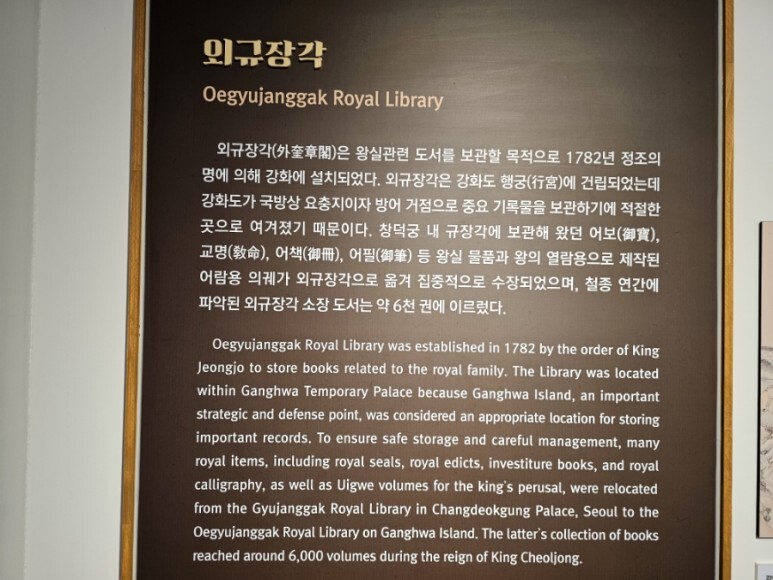 외규장각
Oegyujanggak Royal Library
외규장각(外奎章閣)은 왕실관련 도서를 보관할 목적으로 1782년 정조의
명에 의해 강화에 설치되었다. 외규장각은 강화도 행궁(行宮)에 건립되었는데
강화도가 국방상 요충지이자 방어 거점으로 중요 기록물을 보관하기에 적절한
곳으로 여겨졌기 때문이다. 창덕궁 내 규장각에 보관해 왔던 어보(御寶),
교명(敎命), 어책(御冊), 어필(御筆) 등 왕실 물품과 왕의 열람용으로 제작된
어람용 의궤가 외규장각으로 옮겨 집중적으로 수장되었으며, 철종 연간에
파악된 외규장각 소장 도서는 약 6천 권에 이르렀다.
Oegyujanggak Royal Library was established in 1782 by the order of King
Jeongjo to store books related to the royal family. The Library was located
within Ganghwa Temporary Palace because Ganghwa Island, an important
strategic and defense point, was considered an appropriate location for storing
important records. To ensure safe storage and careful management, many
royal items, including royal seals, royal edicts, investiture books, and royal
calligraphy, as well as Uigwe volumes for the king's perusal, were relocated
from the Gyujanggak Royal Library in Changdeokgung Palace, Seoul to the
Oegyujanggak Royal Library on Ganghwa Island. The latter's collection of books
reached around 6,000 volumes during the reign of King Cheoljong.